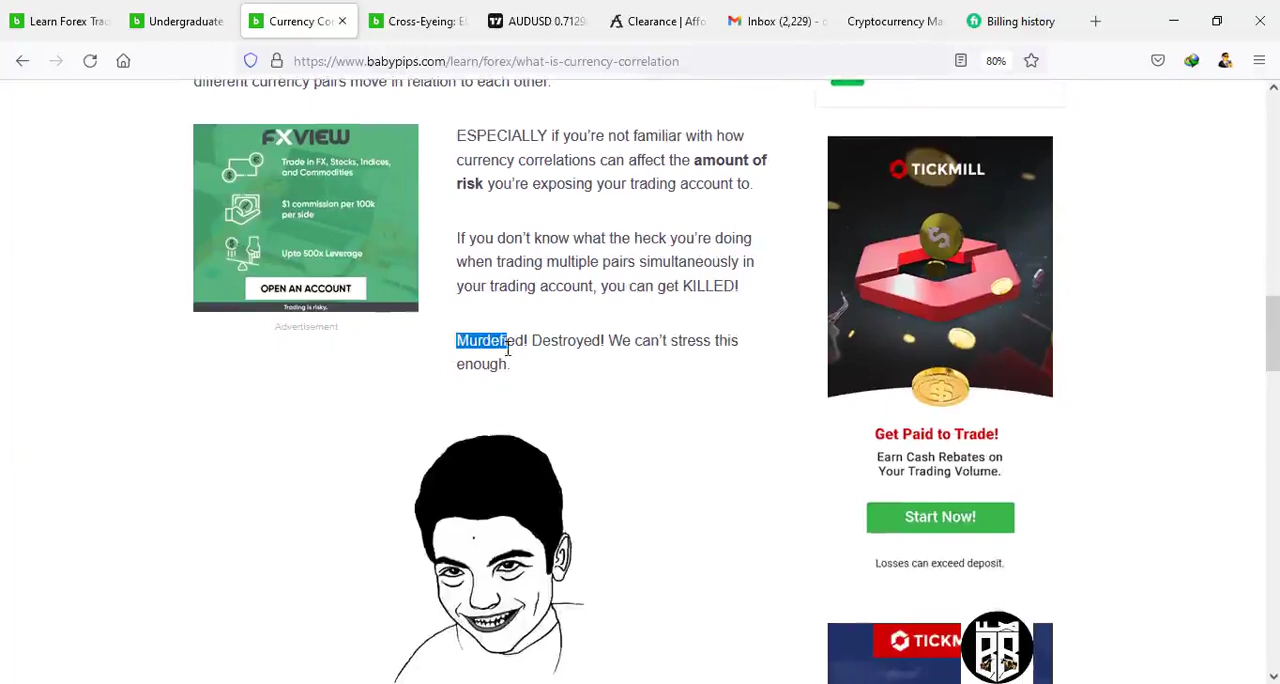 Learn Forex Tra
Undergraduate
Currency Co
Cross-Eyeing: E
AUDUSD 0.7129
Clearance | Affo
Inbox (2,229) -
Cryptocurrency Ma
Billing history
https://www.babypips.com/learn/forex/what-is-currency-correlation
80%
different currency pairs move in relation to each other.
FXVIEW
Trade in FX, Stocks, Indices,
and Commodities
$1 commission per 100k
per side
Upto 500x Leverage
OPEN AN ACCOUNT
Trading is risky.
Advertisement
ESPECIALLY if you’re not familiar with how
currency correlations can affect the amount of
risk you’re exposing your trading account to.
If you don’t know what the heck you’re doing
when trading multiple pairs simultaneously in
your trading account, you can get KILLED!
Murdered! Destroyed! We can’t stress this
enough.
TICKMILL
Get Paid to Trade!
Earn Cash Rebates on
Your Trading Volume.
Start Now!
Losses can exceed deposit.
TICKM
BB